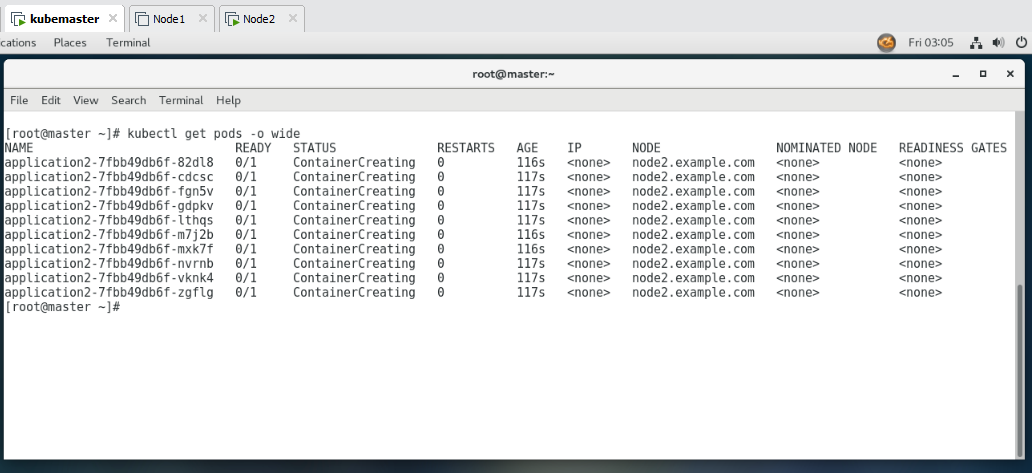 kubemaster Node1 Node2
cations Places Terminal Fri 03:05
root@master:~
File Edit View Search Terminal Help
[root@master ~]# kubectl get pods -o wide
NAME READY STATUS RESTARTS AGE IP NODE NOMINATED NODE READINESS GATES
application2-7fbb49db6f-82dl8 0/1 ContainerCreating 0 116s <none> node2.example.com <none> <none>
application2-7fbb49db6f-cdcsc 0/1 ContainerCreating 0 117s <none> node2.example.com <none> <none>
application2-7fbb49db6f-fgn5v 0/1 ContainerCreating 0 117s <none> node2.example.com <none> <none>
application2-7fbb49db6f-gdpkv 0/1 ContainerCreating 0 117s <none> node2.example.com <none> <none>
application2-7fbb49db6f-lthqs 0/1 ContainerCreating 0 117s <none> node2.example.com <none> <none>
application2-7fbb49db6f-m7j2b 0/1 ContainerCreating 0 116s <none> node2.example.com <none> <none>
application2-7fbb49db6f-mxk7f 0/1 ContainerCreating 0 116s <none> node2.example.com <none> <none>
application2-7fbb49db6f-nvrnb 0/1 ContainerCreating 0 117s <none> node2.example.com <none> <none>
application2-7fbb49db6f-vknk4 0/1 ContainerCreating 0 117s <none> node2.example.com <none> <none>
application2-7fbb49db6f-zgflg 0/1 ContainerCreating 0 117s <none> node2.example.com <none> <none>
[root@master ~]#